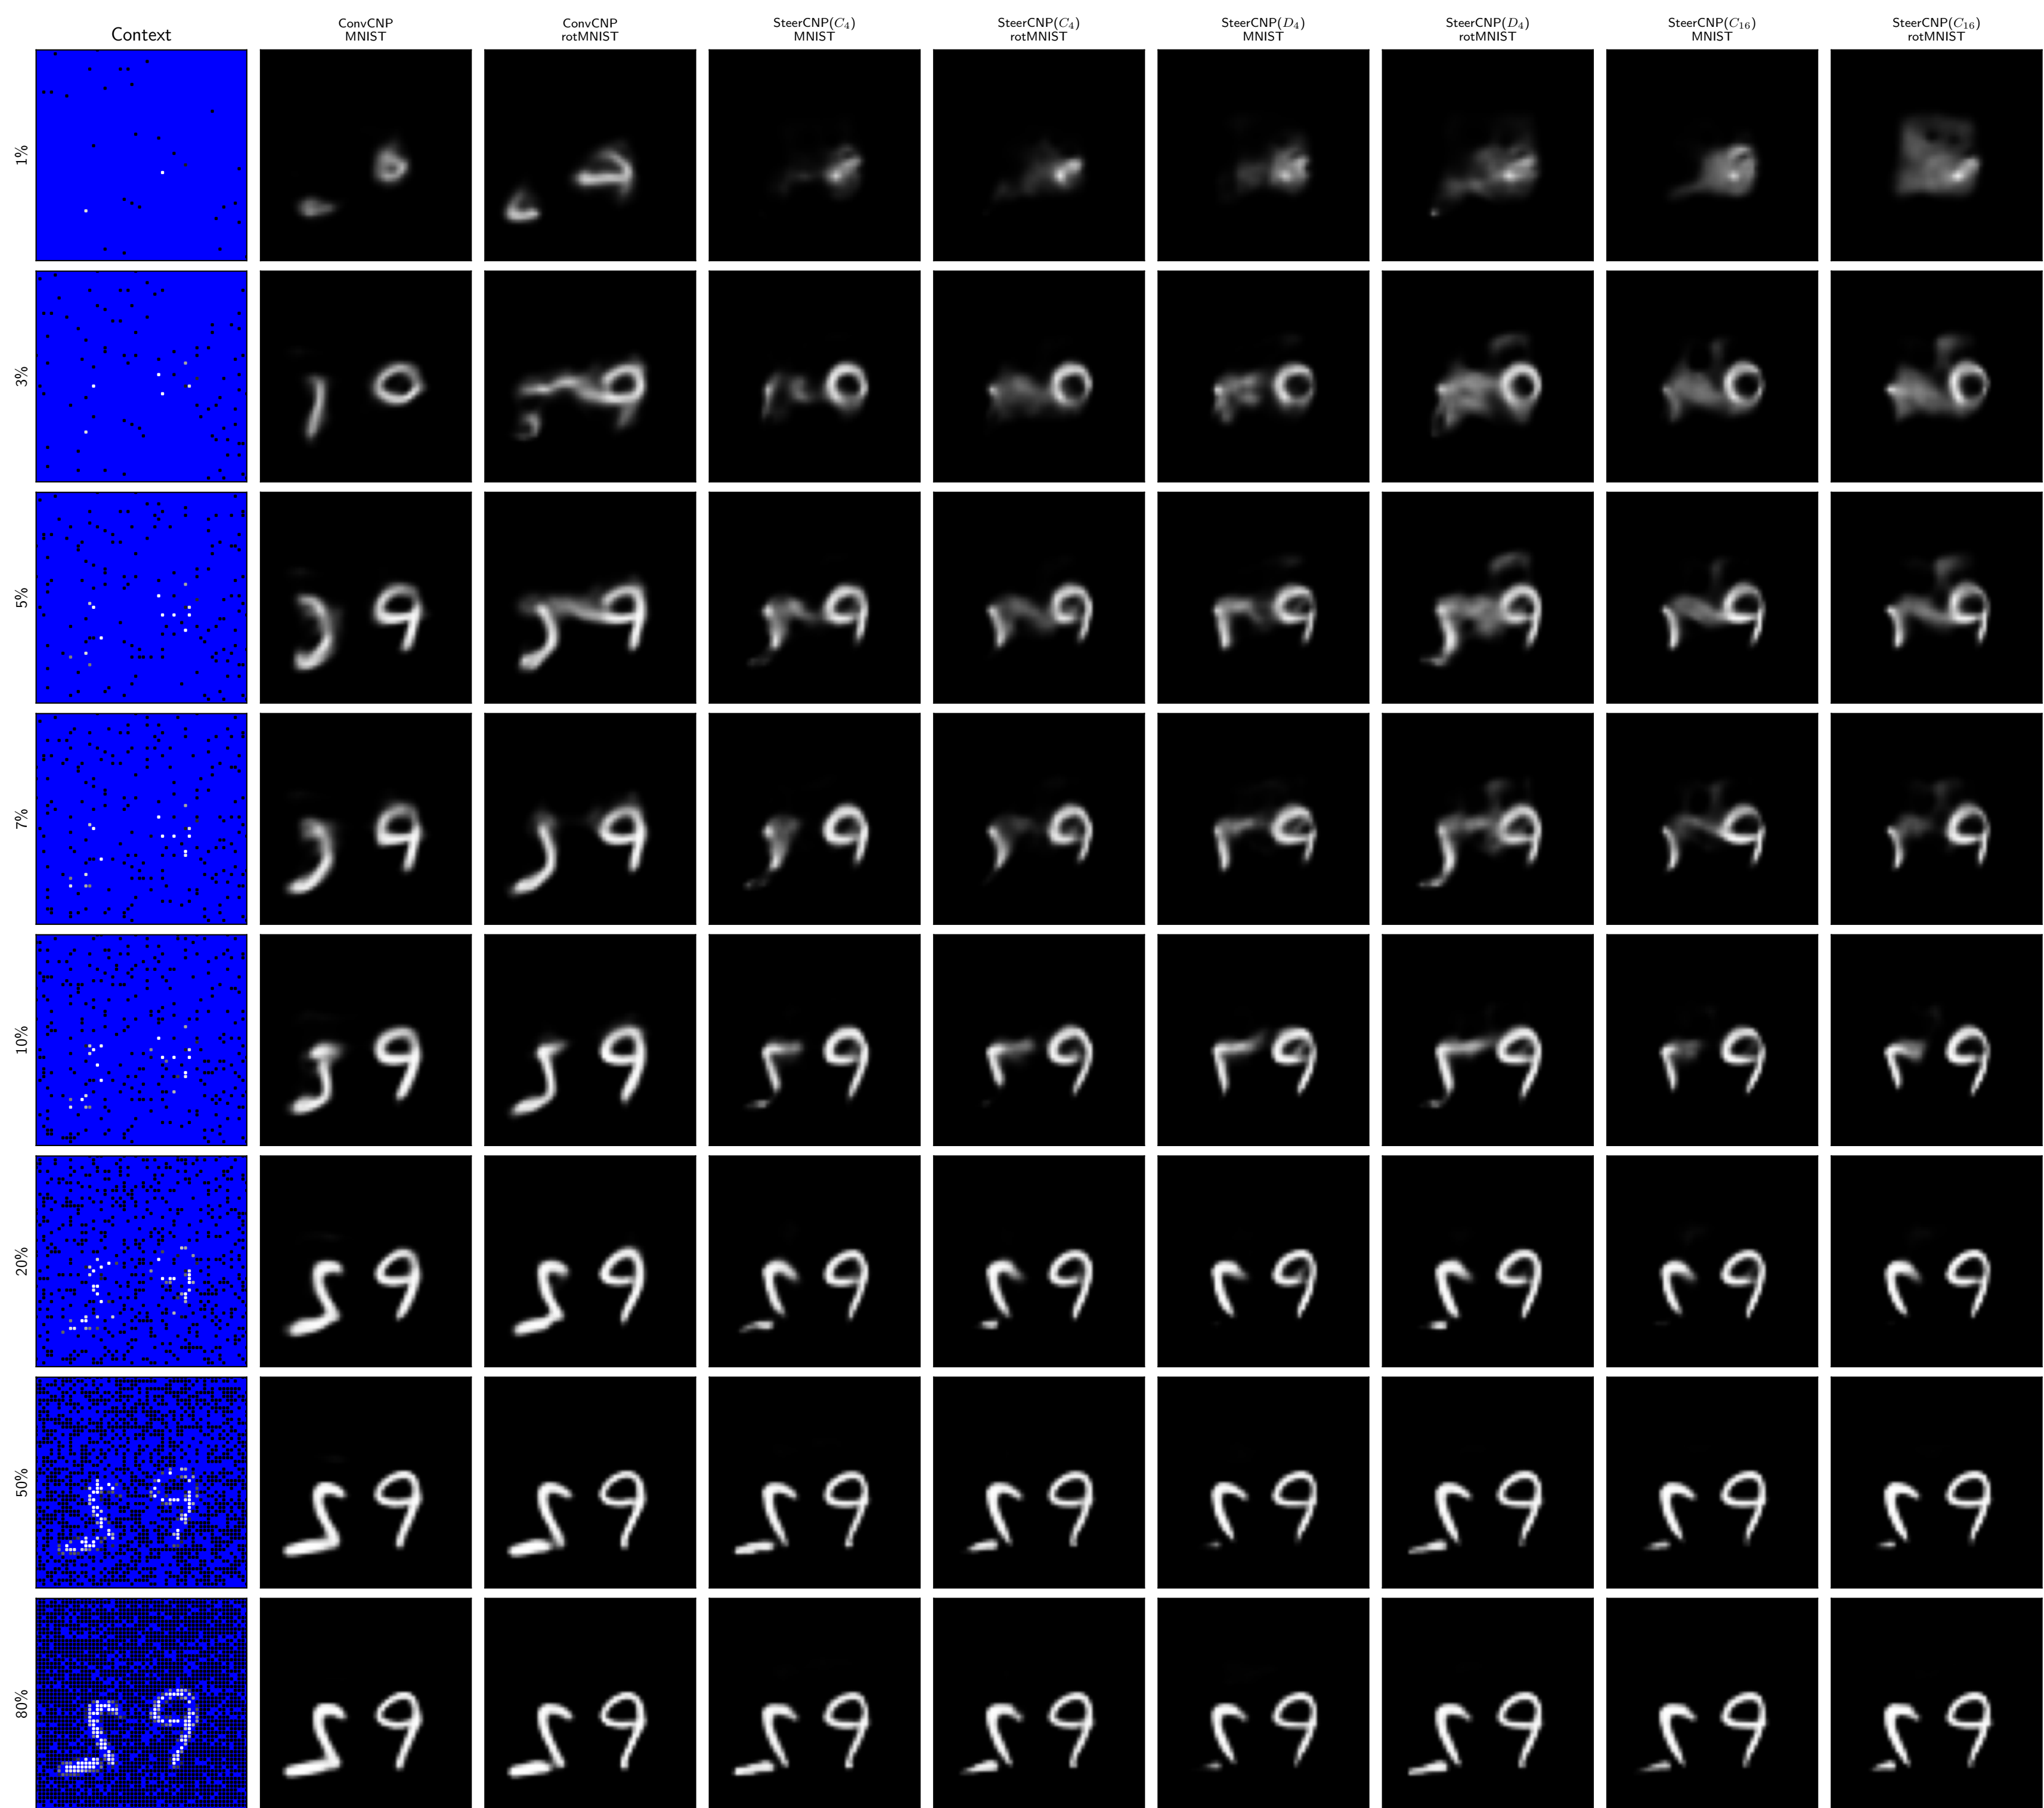 Context
ConvCNP
MNIST
ConvCNP
rotMNIST
SteerCNP(C₄)
MNIST
SteerCNP(C₄)
rotMNIST
SteerCNP(D₄)
MNIST
SteerCNP(D₄)
rotMNIST
SteerCNP(C₁₆)
MNIST
SteerCNP(C₁₆)
rotMNIST
1%
3%
5%
7%
10%
20%
50%
80%